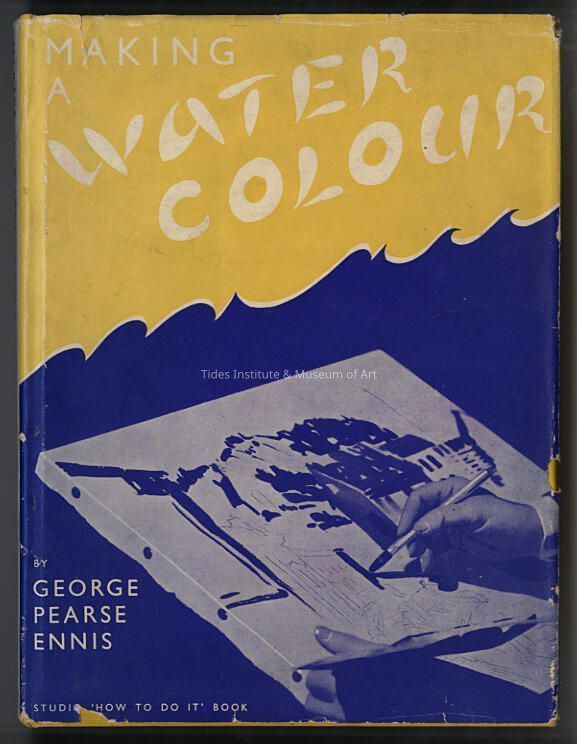 MAKING
A
WATER
COLOUR
Tides Institute & Museum of Art
BY
GEORGE
PEARSE
ENNIS
STUDIO 'HOW TO DO IT' BOOK